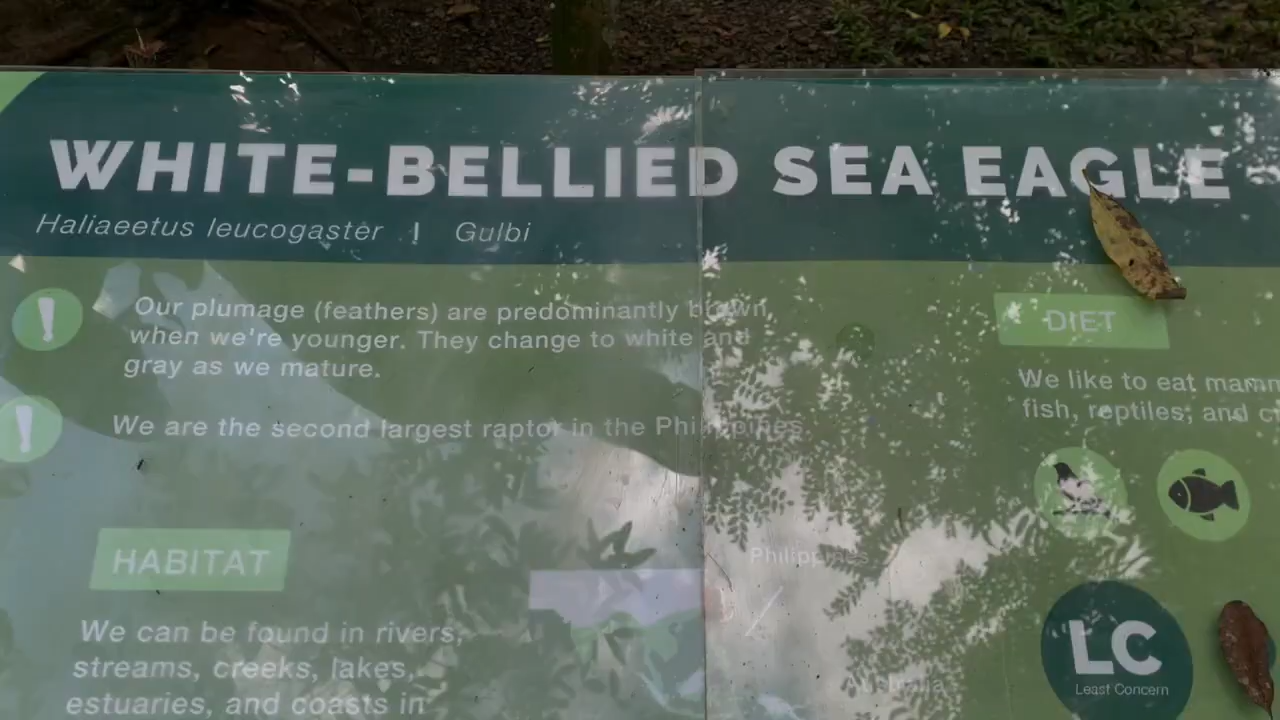 WHITE-BELLIED SEA EAGLE
Haliaeetus leucogaster | Gulbi
Our plumage (feathers) are predominantly brown
when we're younger. They change to white and
gray as we mature.
We are the second largest raptor in the Philippines.
HABITAT
We can be found in rivers,
streams, creeks, lakes,
estuaries, and coasts in
DIET
We like to eat
fish, reptiles, and
Philippines
Australia
LC
Least Concern